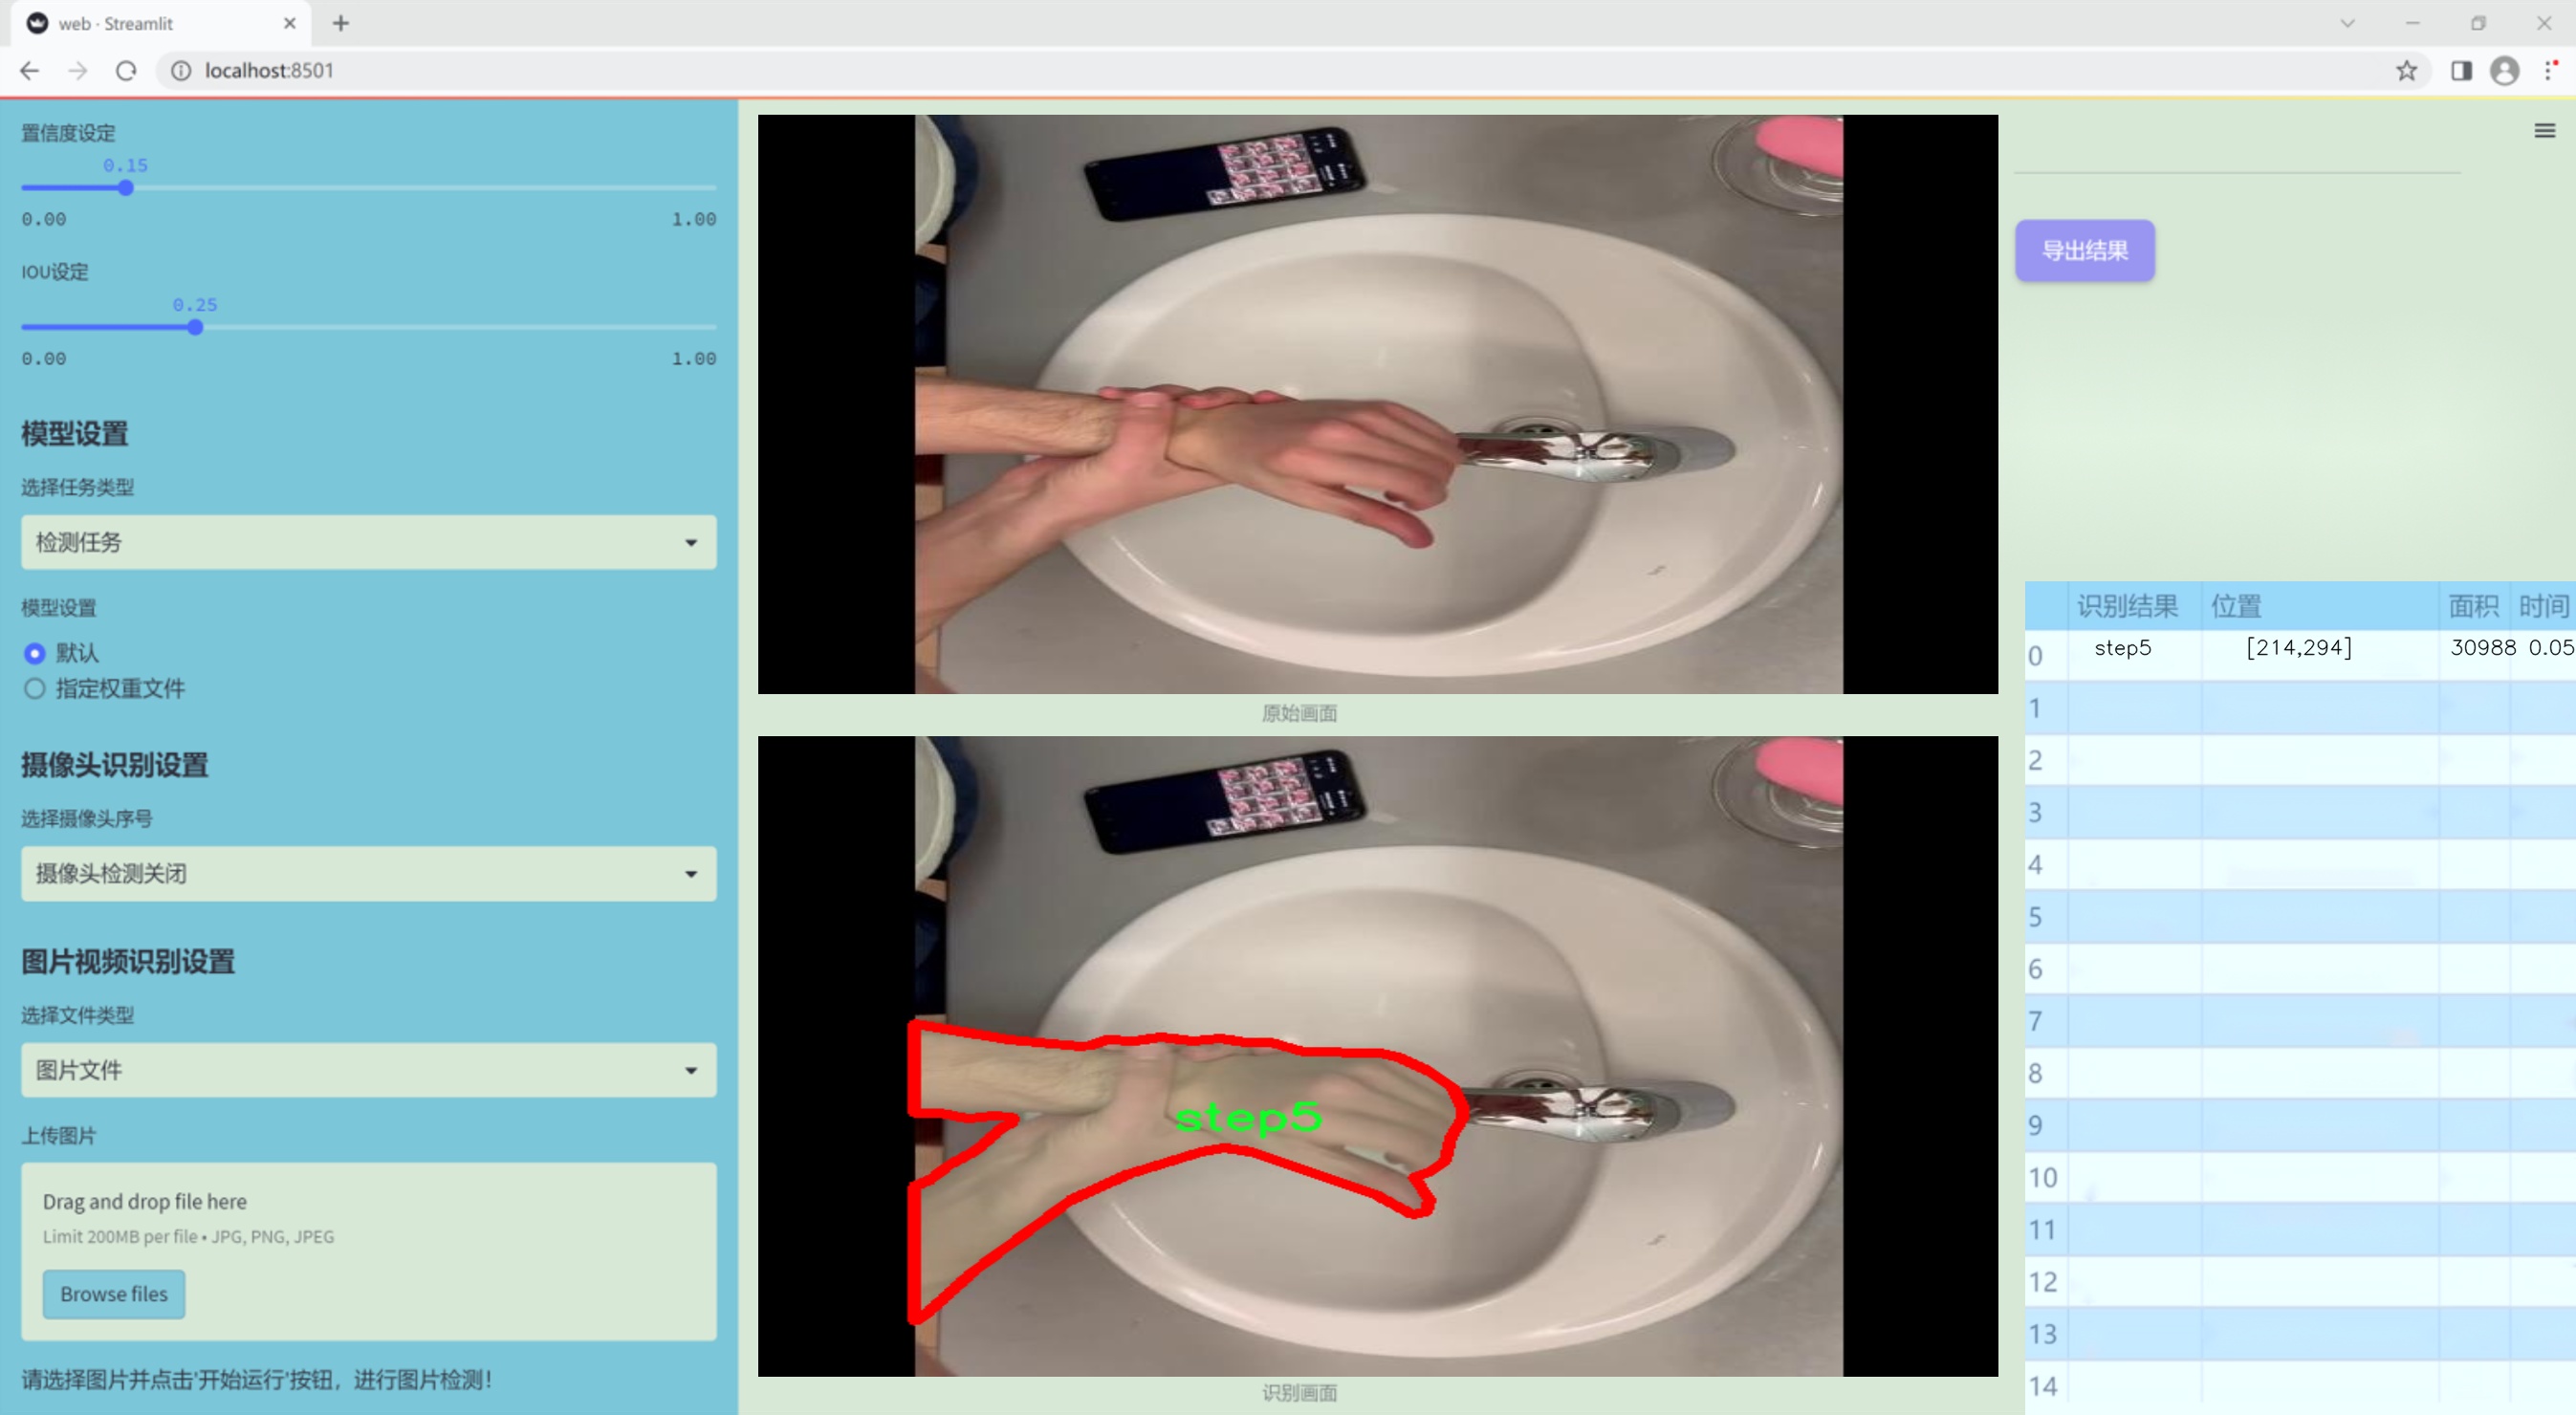 web · Streamlit
localhost:8501
置信度设定
0.15
0.00 1.00
IOU设定
0.25
0.00 1.00
模型设置
选择任务类型
检测任务
模型设置
默认
指定权重文件
摄像头识别设置
选择摄像头序号
摄像头检测关闭
图片视频识别设置
选择文件类型
图片文件
上传图片
Drag and drop file here
Limit 200MB per file • JPG, PNG, JPEG
Browse files
请选择图片并点击'开始运行'按钮，进行图片检测！
原始画面
step5
识别画面
导出结果
识别结果 位置 面积 时间
0 step5 [214,294] 30988 0.05
1
2
3
4
5
6
7
8
9
10
11
12
13
14